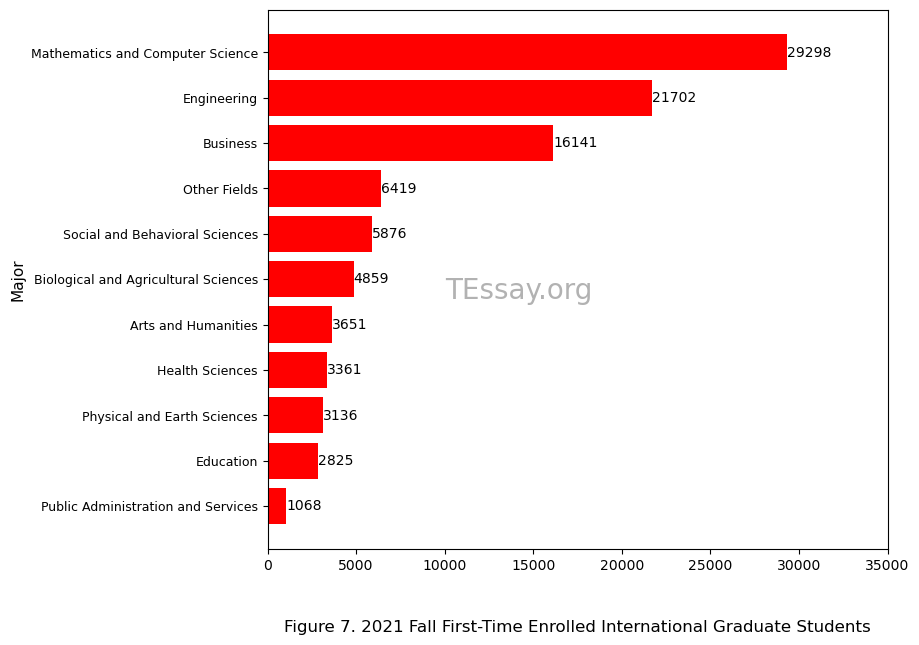 Mathematics and Computer Science 29298
Engineering 21702
Business 16141
Other Fields 6419
Social and Behavioral Sciences 5876
Biological and Agricultural Sciences 4859
Major
TEssay.org
Arts and Humanities 3651
Health Sciences 3361
Physical and Earth Sciences 3136
Education 2825
Public Administration and Services 1068
0 5000 10000 15000 20000 25000 30000 35000
Figure 7. 2021 Fall First-Time Enrolled International Graduate Students